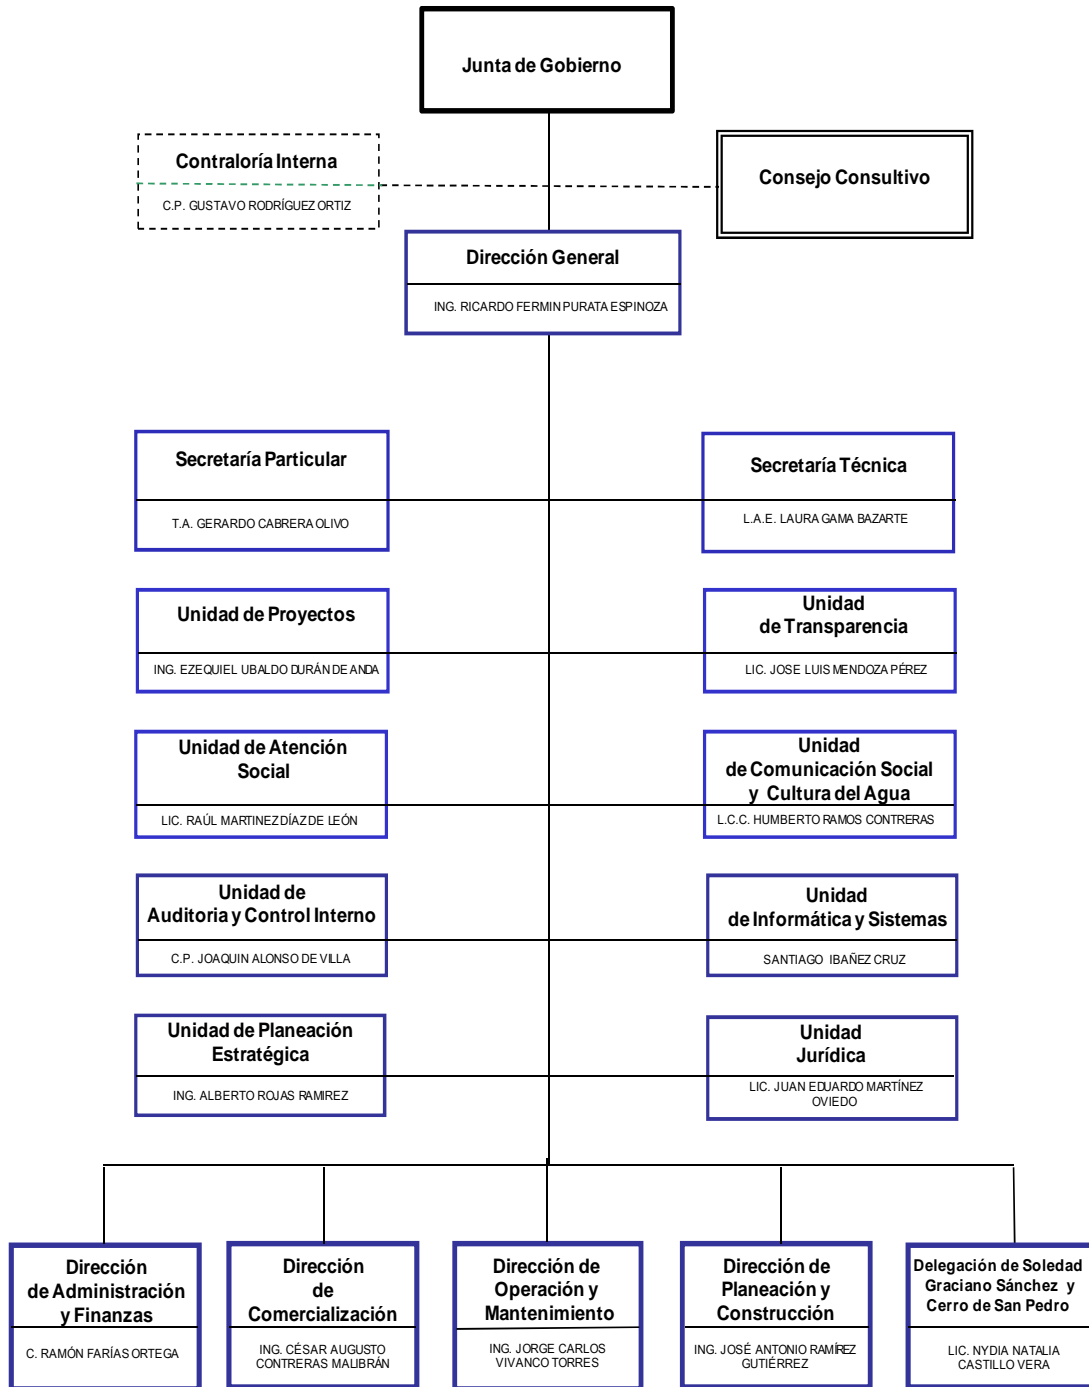 Junta de Gobierno
Contraloría Interna
C.P. GUSTAVO RODRÍGUEZ ORTIZ
Consejo Consultivo
Dirección General
ING. RICARDO FERMIN PURATA ESPINOZA
Secretaría Particular
T.A. GERARDO CABRERA OLIVO
Secretaría Técnica
L.A.E. LAURA GAMA BAZARTE
Unidad de Proyectos
ING. EZEQUIEL UBALDO DURÁN DE ANDA
Unidad
de Transparencia
LIC. JOSE LUIS MENDOZA PÉREZ
Unidad de Atención
Social
LIC. RAÚL MARTINEZ DÍAZ DE LEÓN
Unidad
de Comunicación Social
y Cultura del Agua
L.C.C. HUMBERTO RAMOS CONTRERAS
Unidad de
Auditoria y Control Interno
C.P. JOAQUIN ALONSO DE VILLA
Unidad
de Informática y Sistemas
SANTIAGO IBAÑEZ CRUZ
Unidad de Planeación
Estratégica
ING. ALBERTO ROJAS RAMIREZ
Unidad
Jurídica
LIC. JUAN EDUARDO MARTÍNEZ
OVIEDO
Dirección
de Administración
y Finanzas
C. RAMÓN FARÍAS ORTEGA
Dirección
de
Comercialización
ING. CÉSAR AUGUSTO
CONTRERAS MALIBRÁN
Dirección de
Operación y
Mantenimiento
ING. JORGE CARLOS
VIVANCO TORRES
Dirección de
Planeación y
Construcción
ING. JOSÉ ANTONIO RAMÍREZ
GUTIÉRREZ
Delegación de Soledad
Graciano Sánchez y
Cerro de San Pedro
LIC. NYDIA NATALIA
CASTILLO VERA